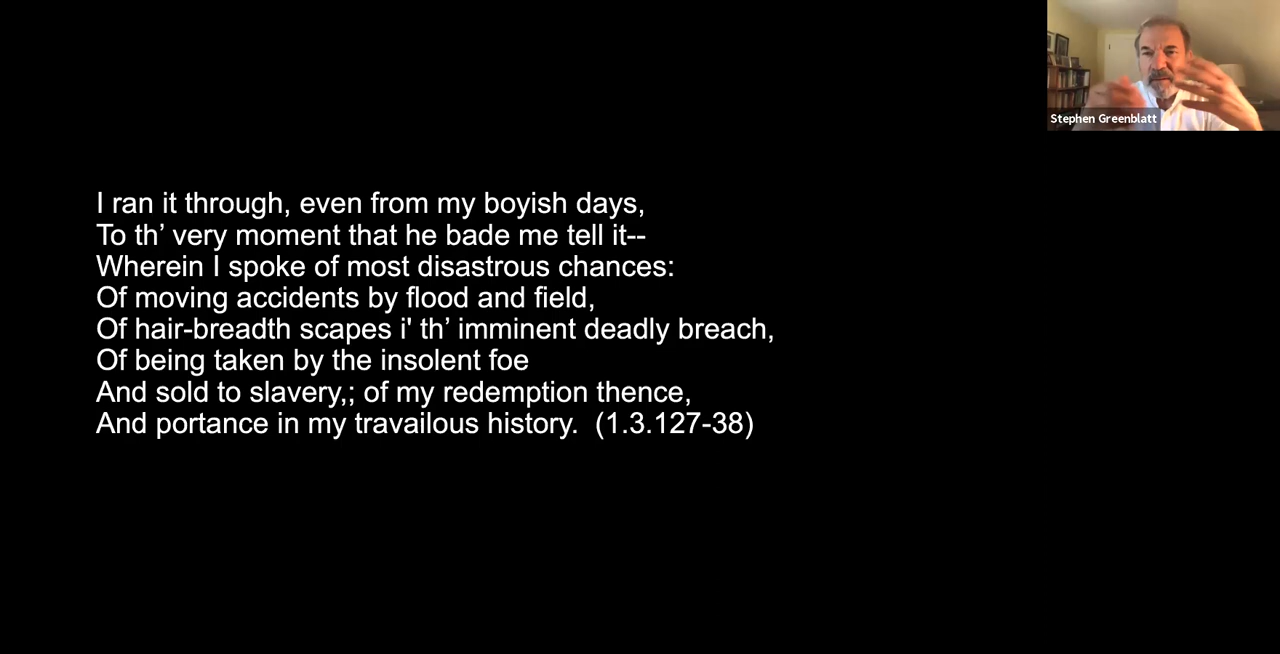 Stephen Greenblatt
I ran it through, even from my boyish days,
To th’ very moment that he bade me tell it--
Wherein I spoke of most disastrous chances:
Of moving accidents by flood and field,
Of hair-breadth scapes i' th’ imminent deadly breach,
Of being taken by the insolent foe
And sold to slavery,; of my redemption thence,
And portance in my travailous history.  (1.3.127-38)